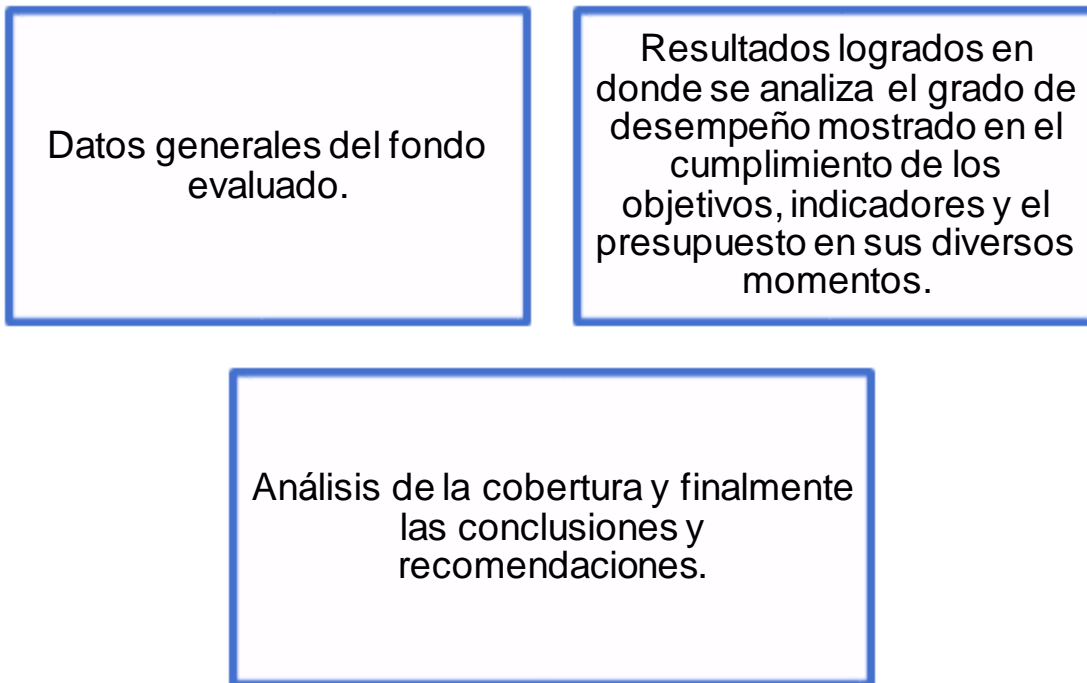 Datos generales del fondo
evaluado.
Resultados logrados en
donde se analiza el grado de
desempeño mostrado en el
cumplimiento de los
objetivos, indicadores y el
presupuesto en sus diversos
momentos.
Análisis de la cobertura y finalmente
las conclusiones y
recomendaciones.